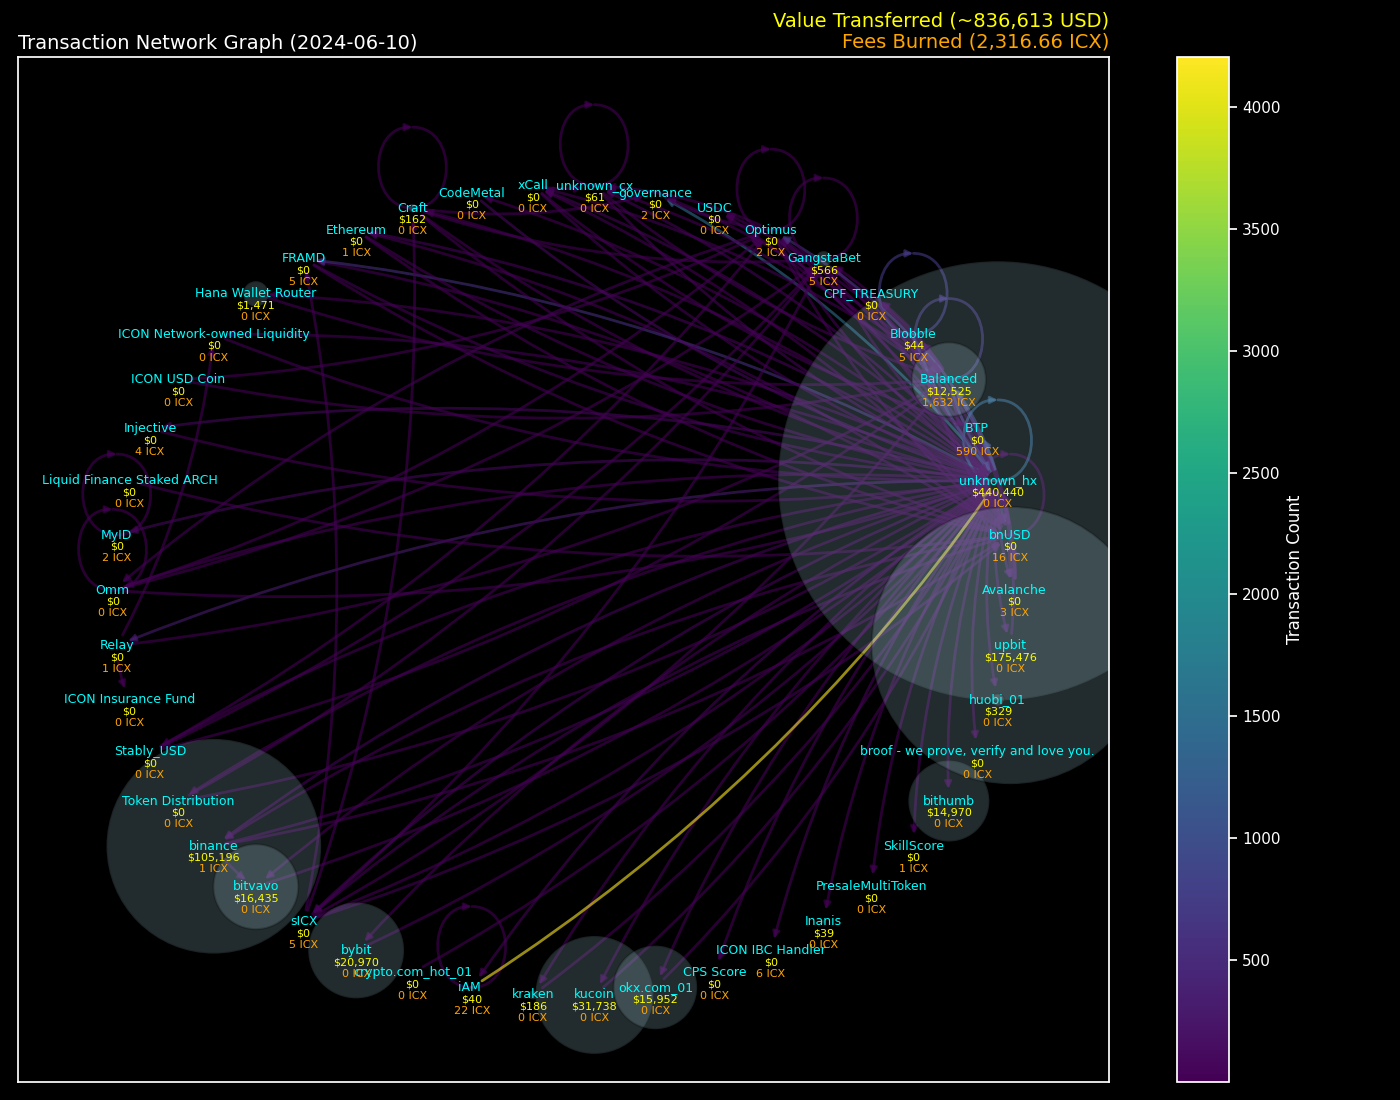 Value Transferred (~836,613 USD)
Transaction Network Graph (2024-06-10)
Fees Burned (2,316.66 ICX)
xCall
$0
0 ICX
unknown_cx
$61
0 ICX
governance
$0
2 ICX
CodeMetal
$0
0 ICX
Craft
$162
0 ICX
USDC
$0
0 ICX
Ethereum
$0
1 ICX
Optimus
$0
2 ICX
FRAMD
$0
5 ICX
GangstaBet
$566
5 ICX
Hana Wallet Router
$1,471
0 ICX
CPF_TREASURY
$0
0 ICX
ICON Network-owned Liquidity
$0
0 ICX
Blobble
$44
5 ICX
ICON USD Coin
$0
0 ICX
Balanced
$12,525
1,632 ICX
Injective
$0
4 ICX
BTP
$0
590 ICX
Liquid Finance Staked ARCH
$0
0 ICX
unknown_hx
$440,440
0 ICX
MyID
$0
2 ICX
bnUSD
$0
16 ICX
Omm
$0
0 ICX
Avalanche
$0
3 ICX
Relay
$0
1 ICX
upbit
$175,476
0 ICX
ICON Insurance Fund
$0
0 ICX
huobi_01
$329
0 ICX
Stably_USD
$0
0 ICX
broof - we prove, verify and love you.
$0
0 ICX
Token Distribution
$0
0 ICX
bithumb
$14,970
0 ICX
binance
$105,196
1 ICX
SkillScore
$0
1 ICX
bitvavo
$16,435
0 ICX
PresaleMultiToken
$0
0 ICX
sICX
$0
5 ICX
Inanis
$39
0 ICX
bybit
$20,970
0 ICX
ICON IBC Handler
$0
6 ICX
crypto.com_hot_01
$0
0 ICX
CPS Score
$0
0 ICX
iAM
$40
22 ICX
kraken
$186
0 ICX
kucoin
$31,738
0 ICX
okx.com_01
$15,952
0 ICX
4000
3500
3000
2500
2000
1500
1000
500
Transaction Count